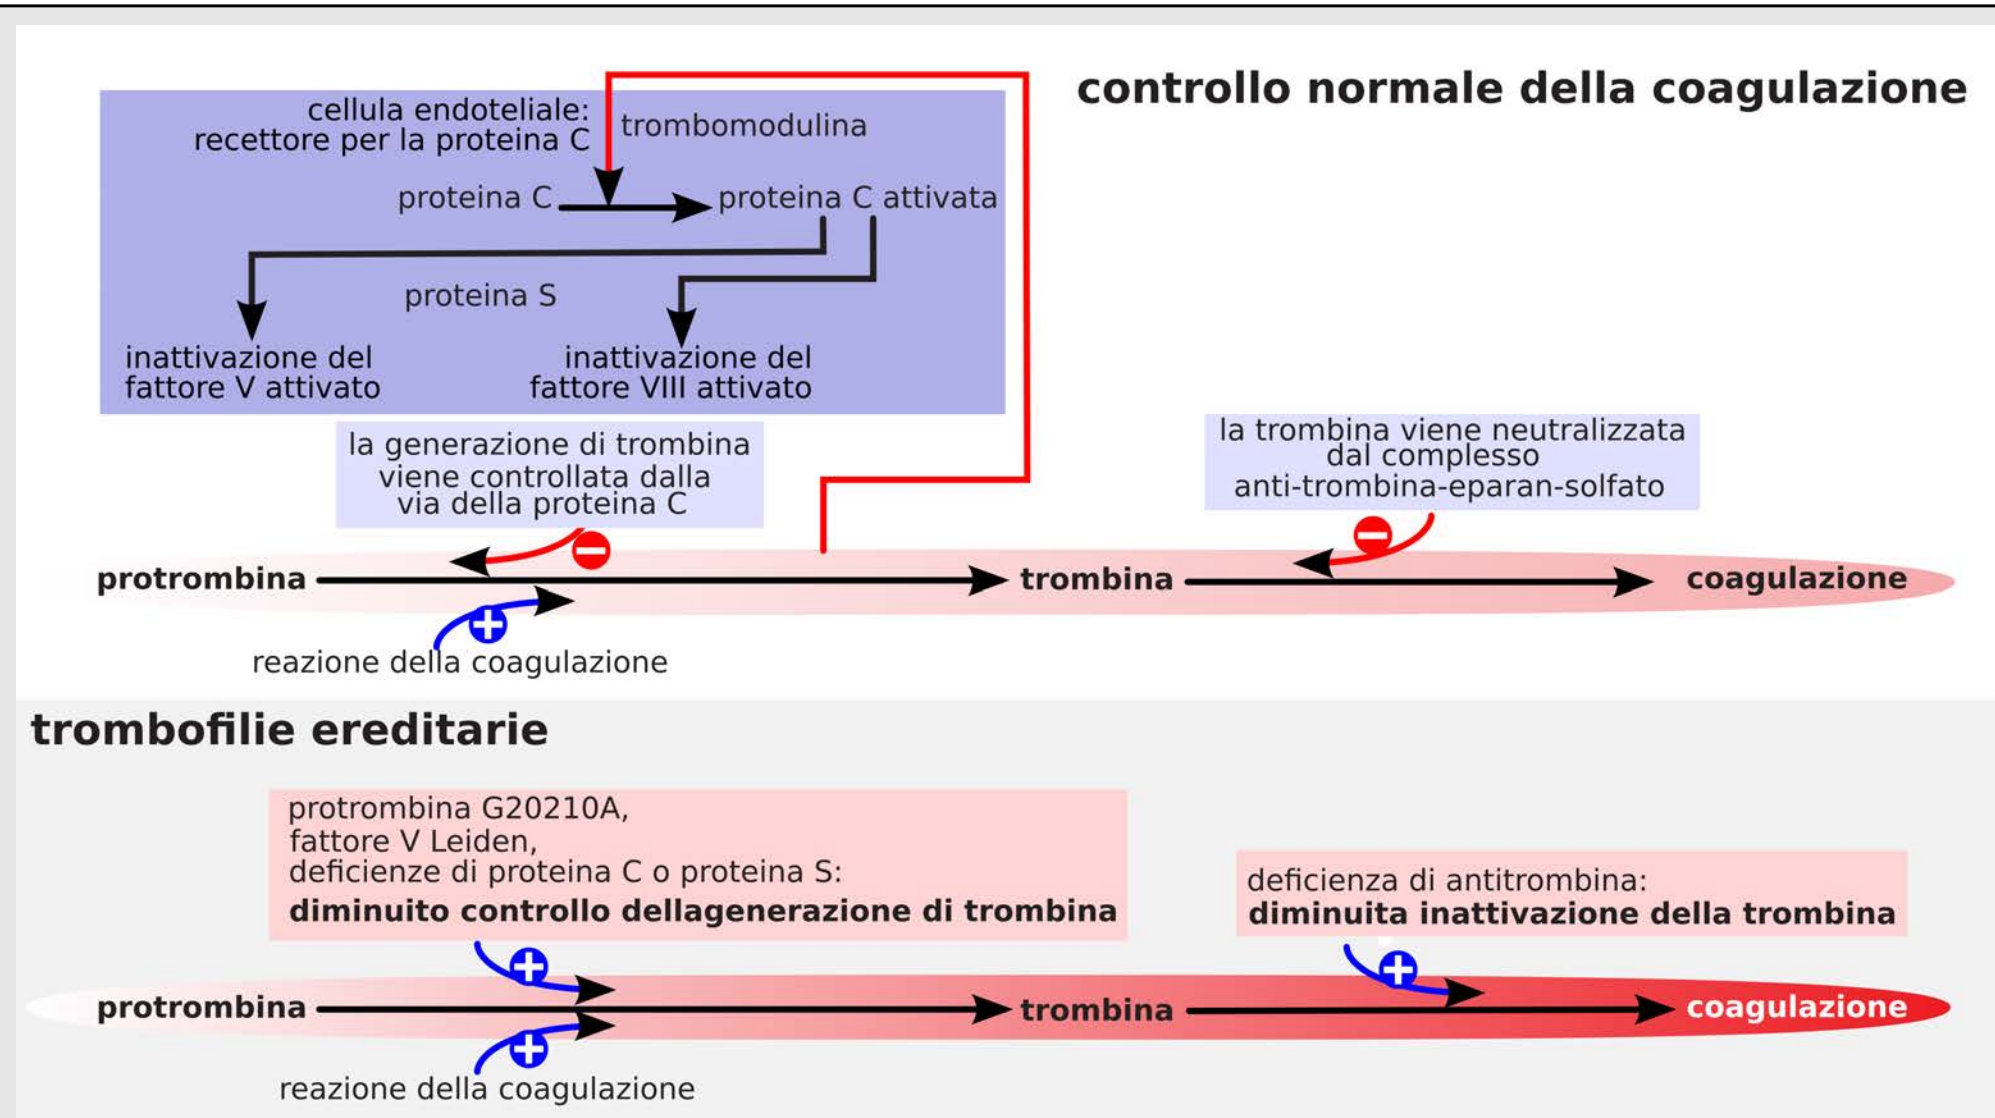 controllo normale della coagulazione
cellula endoteliale:
recettore per la proteina C
trombomodulina
proteina C
proteina C attivata
proteina S
inattivazione del
fattore V attivato
inattivazione del
fattore VIII attivato
la generazione di trombina
viene controllata dalla
via della proteina C
la trombina viene neutralizzata
dal complesso
anti-trombina-eparan-solfato
protrombina
trombina
coagulazione
reazione della coagulazione
trombofilie ereditarie
protrombina G20210A,
fattore V Leiden,
deficienze di proteina C o proteina S:
diminuito controllo dellagenerazione di trombina
deficienza di antitrombina:
diminuita inattivazione della trombina
protrombina
trombina
coagulazione
reazione della coagulazione